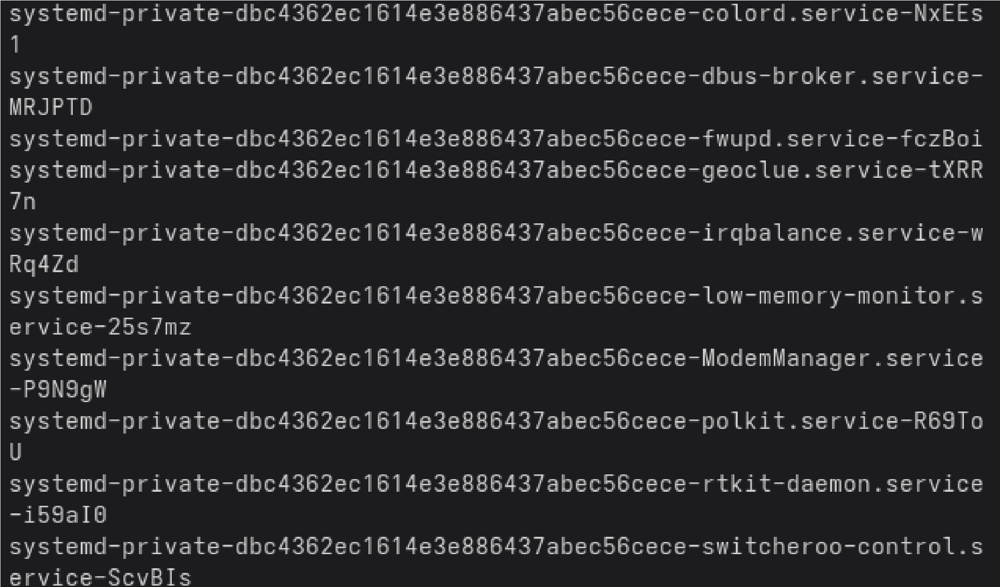 systemd-private-dbc4362ec1614e3e886437abec56cece-colord.service-NxEEs
1
systemd-private-dbc4362ec1614e3e886437abec56cece-dbus-broker.service-
MRJPTD
systemd-private-dbc4362ec1614e3e886437abec56cece-fwupd.service-fczBoi
systemd-private-dbc4362ec1614e3e886437abec56cece-geoclue.service-tXRR
7n
systemd-private-dbc4362ec1614e3e886437abec56cece-irqbalance.service-w
Rq4Zd
systemd-private-dbc4362ec1614e3e886437abec56cece-low-memory-monitor.s
ervice-25s7mz
systemd-private-dbc4362ec1614e3e886437abec56cece-ModemManager.service
-P9N9gW
systemd-private-dbc4362ec1614e3e886437abec56cece-polkit.service-R69To
U
systemd-private-dbc4362ec1614e3e886437abec56cece-rtkit-daemon.service
-i59aI0
systemd-private-dbc4362ec1614e3e886437abec56cece-switcheroo-control.s
ervice-ScvBIs